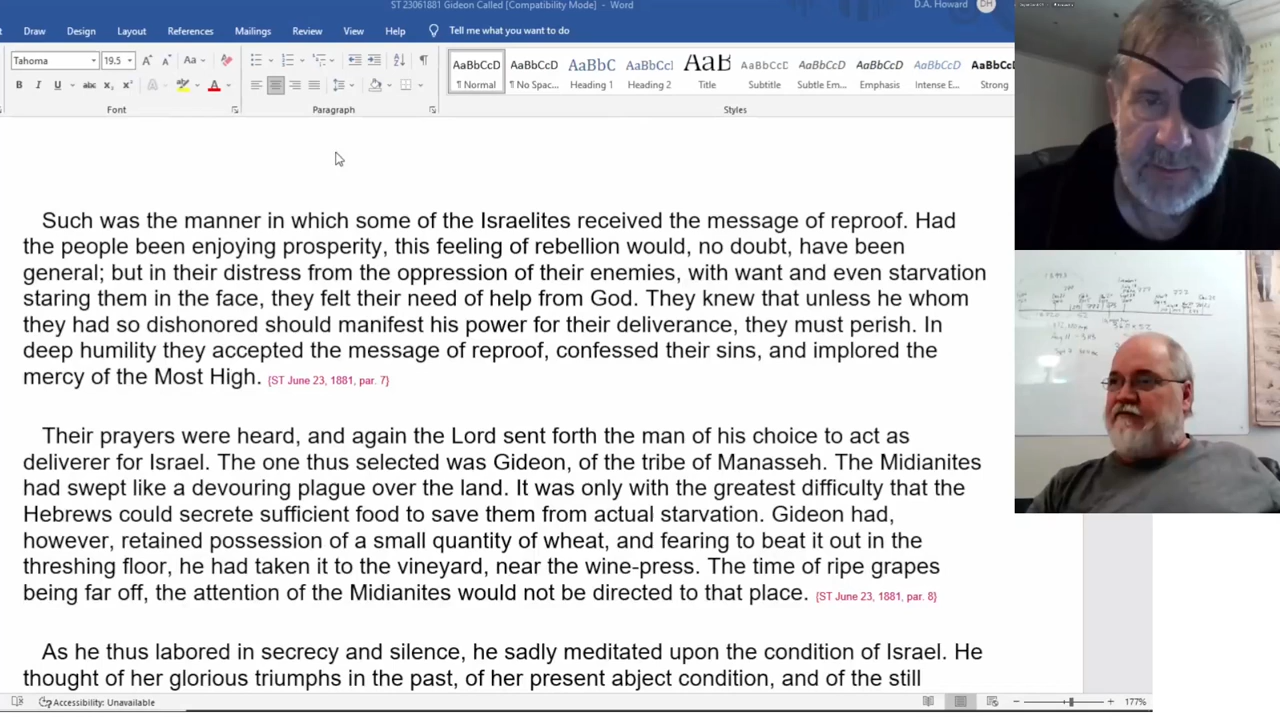 ST 23061881 Gideon Called [Compatibility Mode] - Word
D.A. Howard
DH
Draw Design Layout References Mailings Review View Help Tell me what you want to do
Tahoma 19.5
AaBbCcD AaBbCcD AaBbC AaBbCcl AaB AaBbCcD AaBbCcD AaBbCcD AaBbCcD AaBbCcD
¶ Normal ¶ No Spac... Heading 1 Heading 2 Title Subtitle Subtle Em... Emphasis Intense E... Strong
Font Paragraph Styles
Such was the manner in which some of the Israelites received the message of reproof. Had
the people been enjoying prosperity, this feeling of rebellion would, no doubt, have been
general; but in their distress from the oppression of their enemies, with want and even starvation
staring them in the face, they felt their need of help from God. They knew that unless he whom
they had so dishonored should manifest his power for their deliverance, they must perish. In
deep humility they accepted the message of reproof, confessed their sins, and implored the
mercy of the Most High. {ST June 23, 1881, par. 7}
Their prayers were heard, and again the Lord sent forth the man of his choice to act as
deliverer for Israel. The one thus selected was Gideon, of the tribe of Manasseh. The Midianites
had swept like a devouring plague over the land. It was only with the greatest difficulty that the
Hebrews could secrete sufficient food to save them from actual starvation. Gideon had,
however, retained possession of a small quantity of wheat, and fearing to beat it out in the
threshing floor, he had taken it to the vineyard, near the wine-press. The time of ripe grapes
being far off, the attention of the Midianites would not be directed to that place. {ST June 23, 1881, par. 8}
As he thus labored in secrecy and silence, he sadly meditated upon the condition of Israel. He
thought of her glorious triumphs in the past, of her present abject condition, and of the still
Accessibility: Unavailable
177%